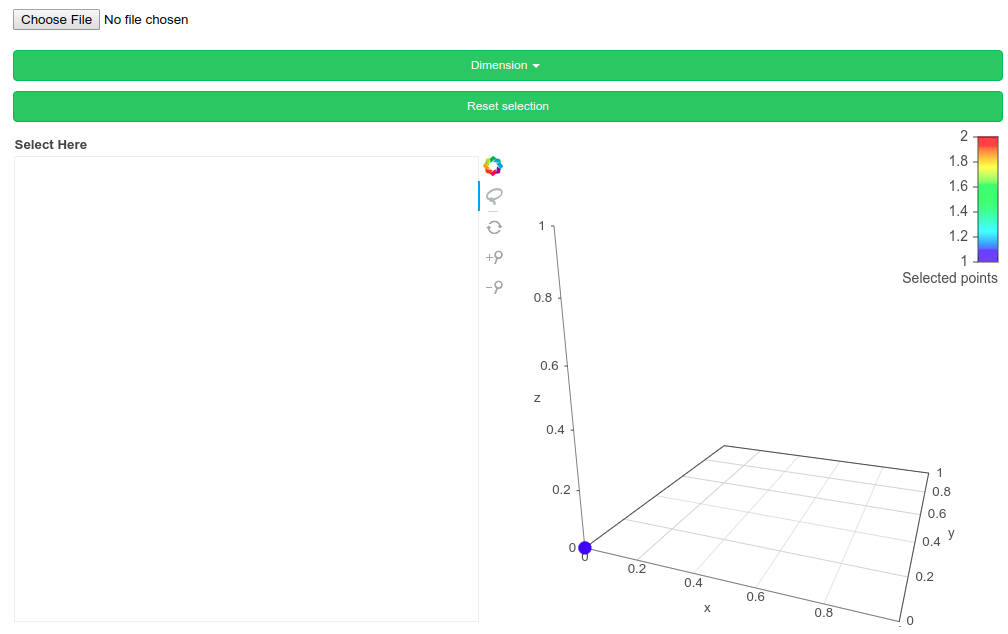 Choose File No file chosen
Dimension
Reset selection
Select Here
2
1.8
1.6
1.4
1.2
1
Selected points
1
0.8
0.6
z
0.4
0.2
0
0
0.2
0.4
0.6
0.8
x
1
0.8
0.6
0.4
y
0.2
0